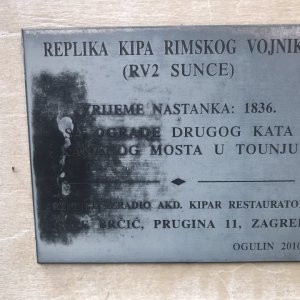 REPLIKA KIPA RIMSKOG VOJNIK
(RV2 SUNCE)
VRIJEME NASTANKA: 1836.
OGRADE DRUGOG KATA
MOSTA U TOUNJU
AKD. KIPAR RESTAURATO
PRUGINA 11, ZAGRE
OGULIN 2010